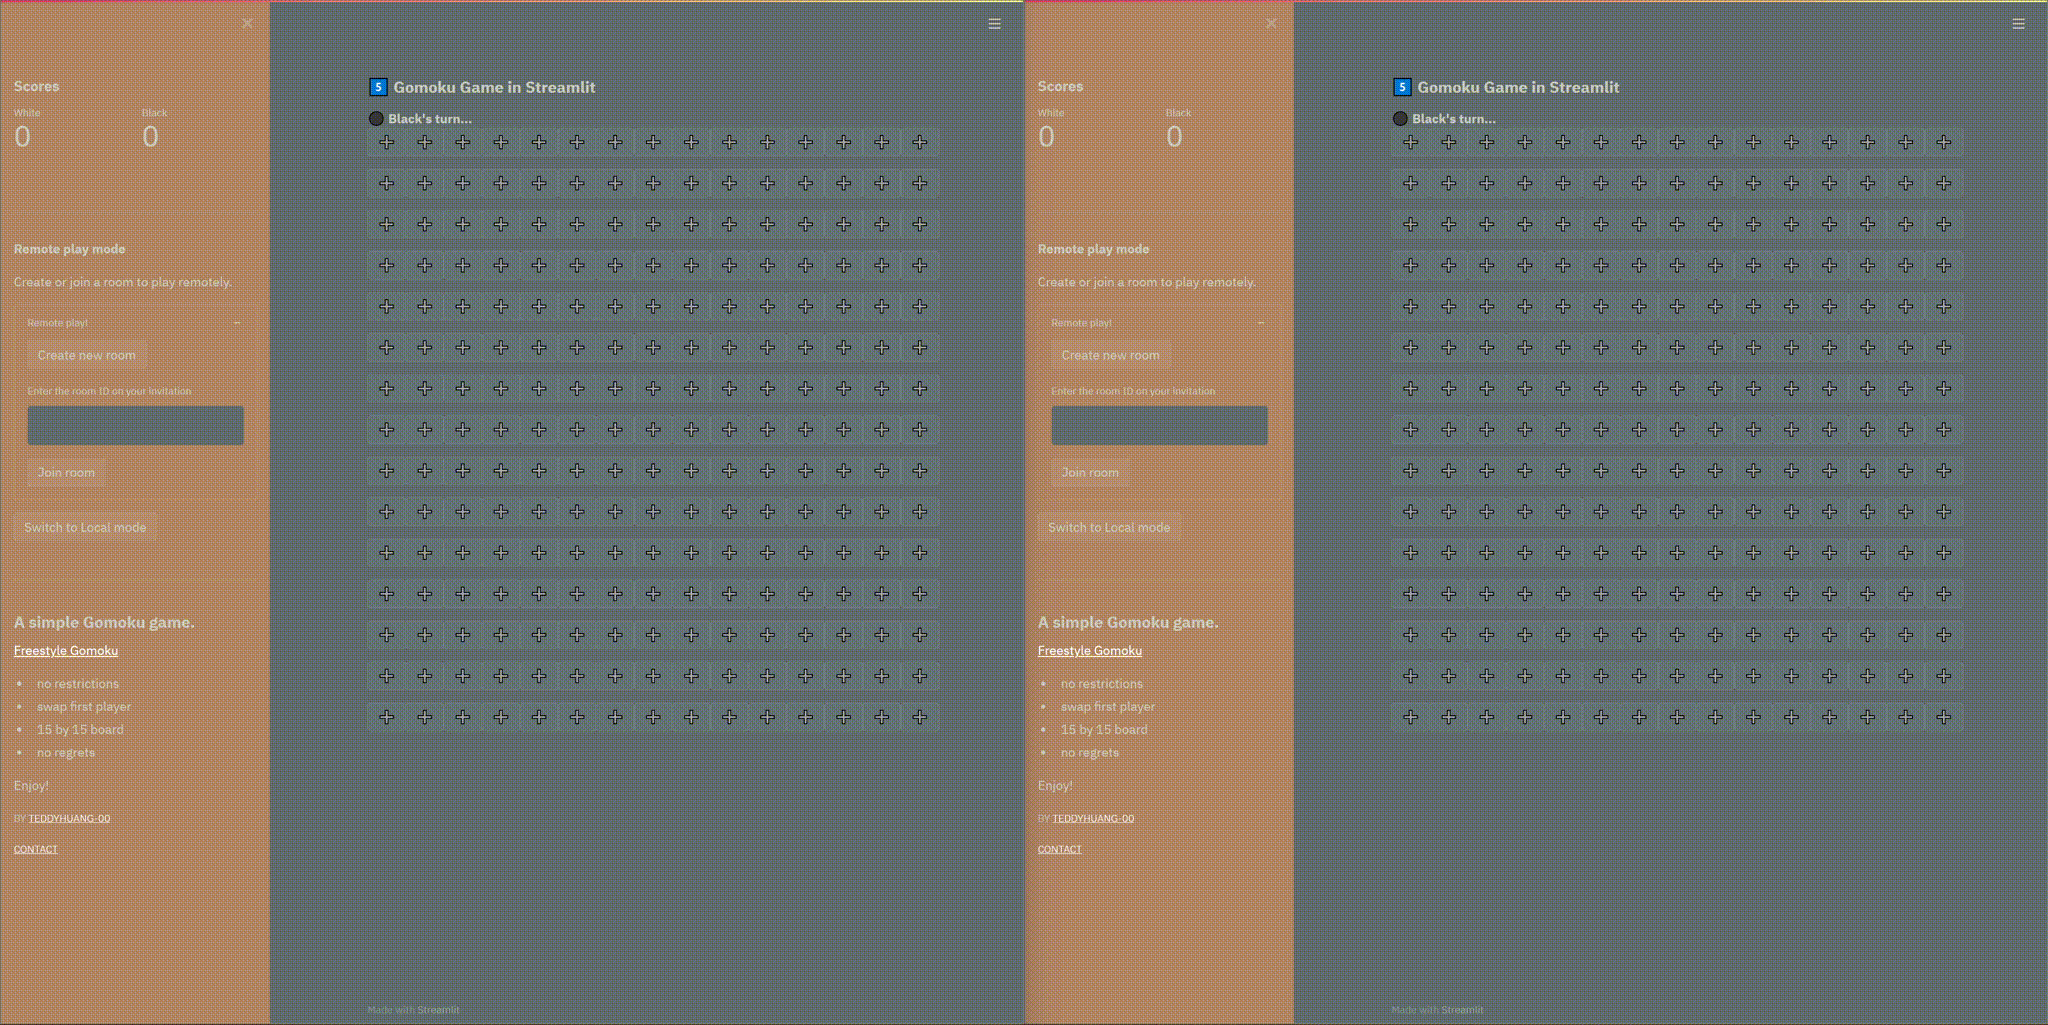 Scores
White Black
0 0
Remote play mode
Create or join a room to play remotely.
Remote play!
Create new room
Enter the room ID on your invitation
Join room
Switch to Local mode
A simple Gomoku game.
Freestyle Gomoku
• no restrictions
• swap first player
• 15 by 15 board
• no regrets
Enjoy!
BY TEDDYHUANG-00
CONTACT
5 Gomoku Game in Streamlit
Black's turn...
Made with Streamlit
Scores
White Black
0 0
Remote play mode
Create or join a room to play remotely.
Remote play!
Create new room
Enter the room ID on your invitation
Join room
Switch to Local mode
A simple Gomoku game.
Freestyle Gomoku
• no restrictions
• swap first player
• 15 by 15 board
• no regrets
Enjoy!
BY TEDDYHUANG-00
CONTACT
5 Gomoku Game in Streamlit
Black's turn...
Made with Streamlit